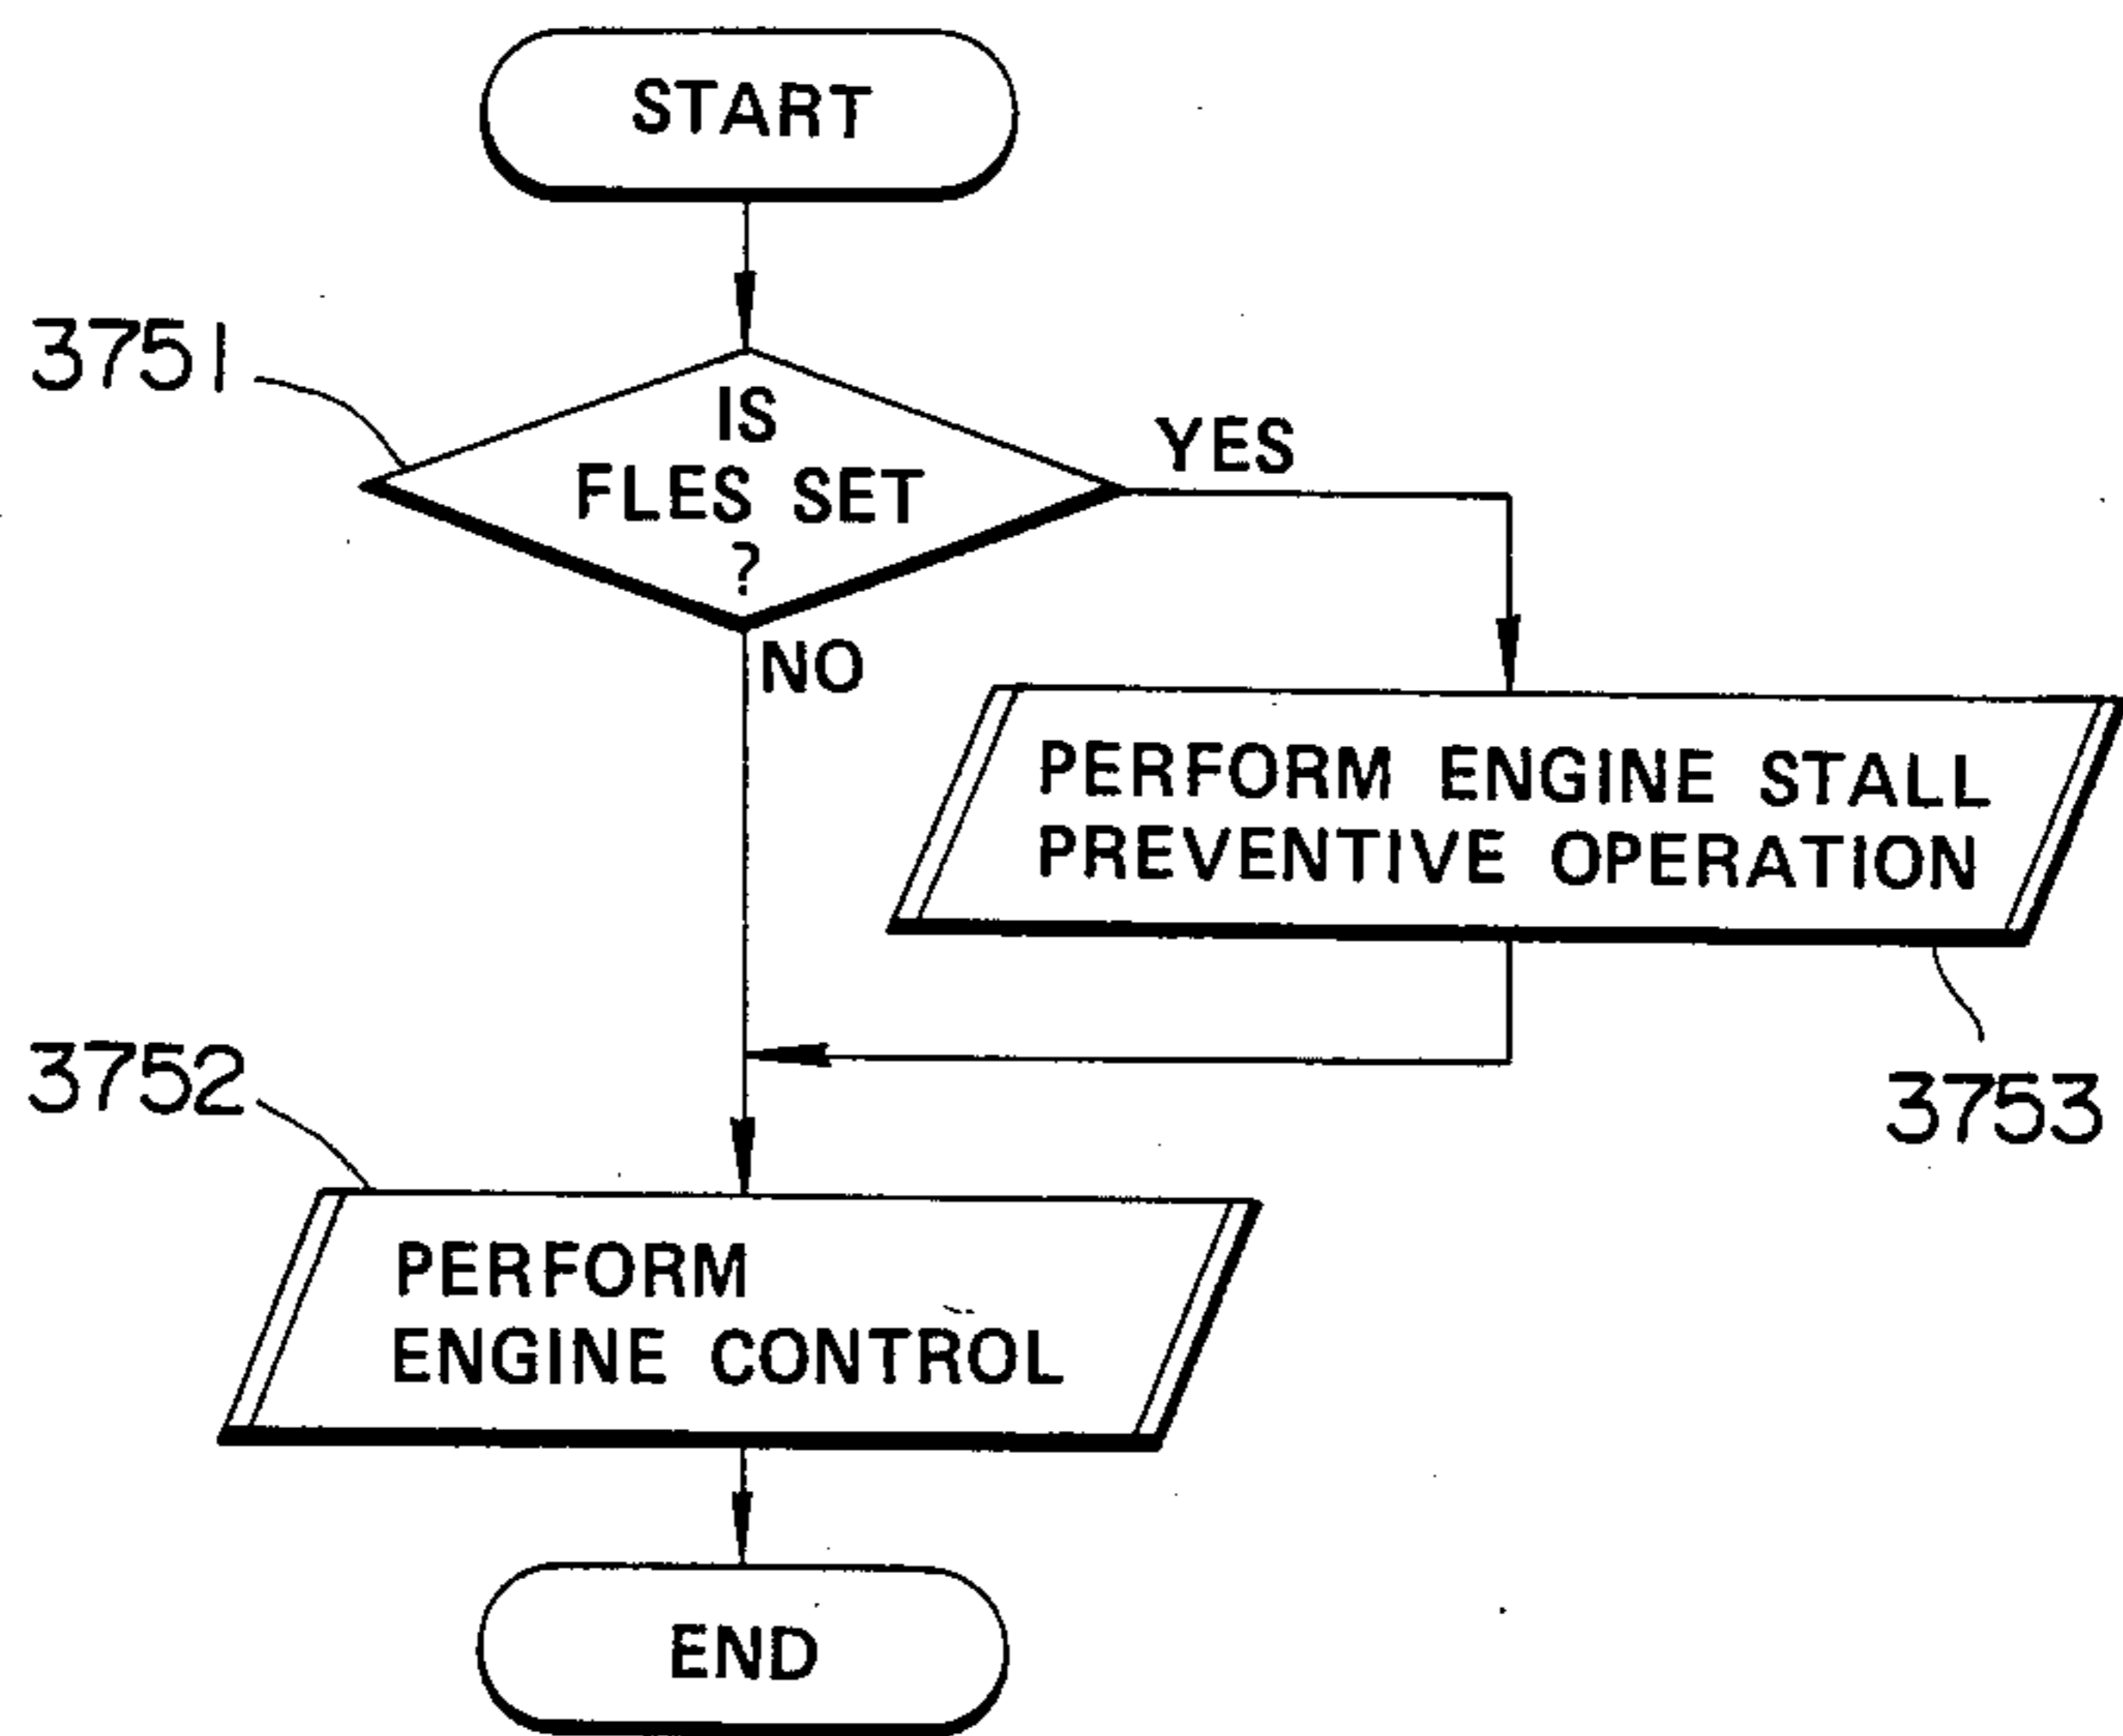 START
3751
IS
FLES SET
?
YES
NO
PERFORM ENGINE STALL
PREVENTIVE OPERATION
3752
3753
PERFORM
ENGINE CONTROL
END